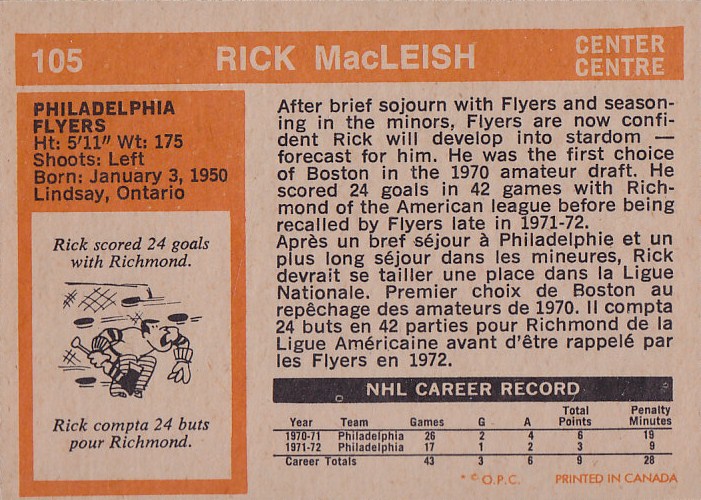 105 RICK MacLEISH CENTER
CENTRE
PHILADELPHIA
FLYERS
Ht: 5'11" Wt: 175
Shoots: Left
Born: January 3, 1950
Lindsay, Ontario
Rick scored 24 goals
with Richmond.
Rick compta 24 buts
pour Richmond.
After brief sojourn with Flyers and season-
ing in the minors, Flyers are now confi-
dent Rick will develop into stardom —
forecast for him. He was the first choice
of Boston in the 1970 amateur draft. He
scored 24 goals in 42 games with Rich-
mond of the American league before being
recalled by Flyers late in 1971-72.
Après un bref séjour à Philadelphie et un
plus long séjour dans les mineures, Rick
devrait se tailler une place dans la Ligue
Nationale. Premier choix de Boston au
repêchage des amateurs de 1970. Il compta
24 buts en 42 parties pour Richmond de la
Ligue Américaine avant d'être rappelé par
les Flyers en 1972.
NHL CAREER RECORD
Year Team Games G A Total Points Penalty Minutes
1970-71 Philadelphia 26 2 4 6 19
1971-72 Philadelphia 17 1 2 3 9
Career Totals 43 3 6 9 28
* © O.P.C. PRINTED IN CANADA